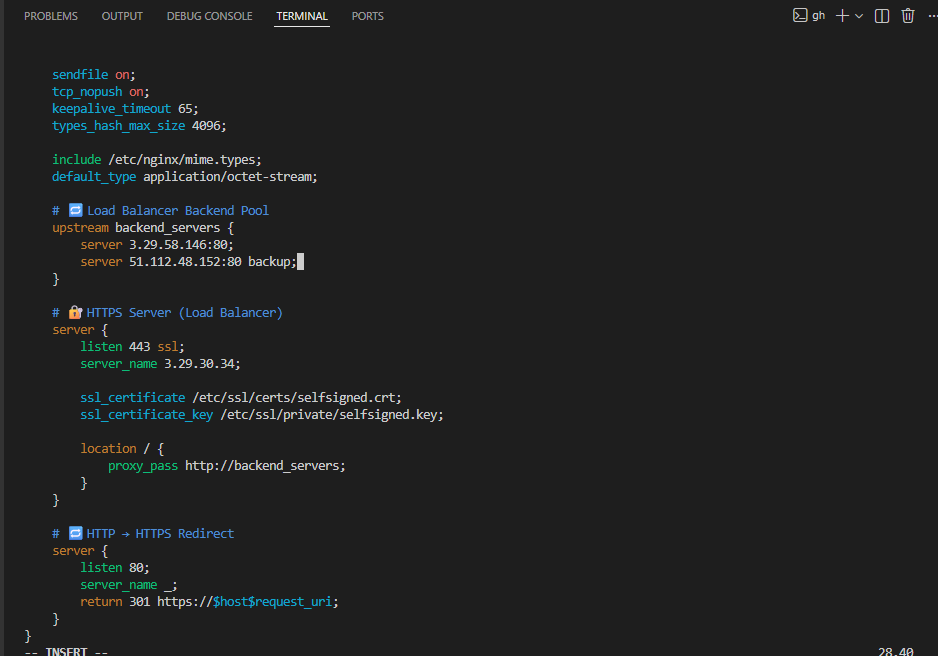 PROBLEMS OUTPUT DEBUG CONSOLE TERMINAL PORTS gh
sendfile on;
tcp_nopush on;
keepalive_timeout 65;
types_hash_max_size 4096;
include /etc/nginx/mime.types;
default_type application/octet-stream;
# 🔁 Load Balancer Backend Pool
upstream backend_servers {
server 3.29.58.146:80;
server 51.112.48.152:80 backup;
}
# 🔐 HTTPS Server (Load Balancer)
server {
listen 443 ssl;
server_name 3.29.30.34;
ssl_certificate /etc/ssl/certs/selfsigned.crt;
ssl_certificate_key /etc/ssl/private/selfsigned.key;
location / {
proxy_pass http://backend_servers;
}
}
# 🔁 HTTP → HTTPS Redirect
server {
listen 80;
server_name _;
return 301 https://$host$request_uri;
}
}
-- INSERT -- 28,40